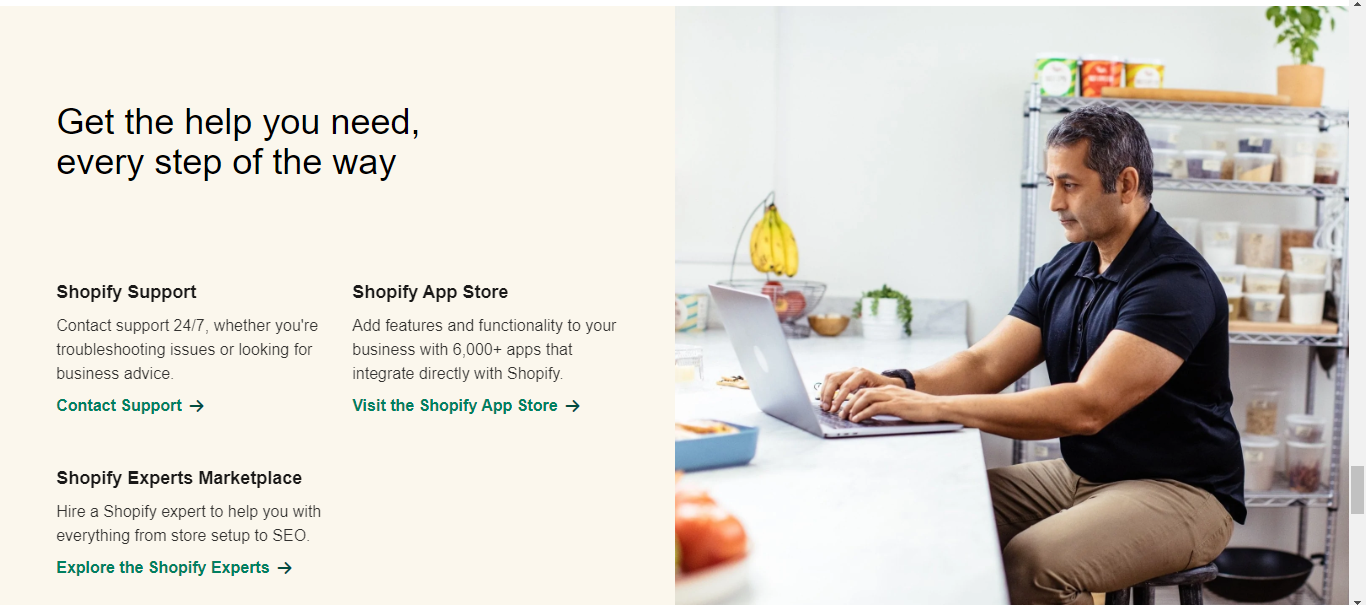 Get the help you need,
every step of the way
Shopify Support
Contact support 24/7, whether you're
troubleshooting issues or looking for
business advice.
Contact Support →
Shopify App Store
Add features and functionality to your
business with 6,000+ apps that
integrate directly with Shopify.
Visit the Shopify App Store →
Shopify Experts Marketplace
Hire a Shopify expert to help you with
everything from store setup to SEO.
Explore the Shopify Experts →